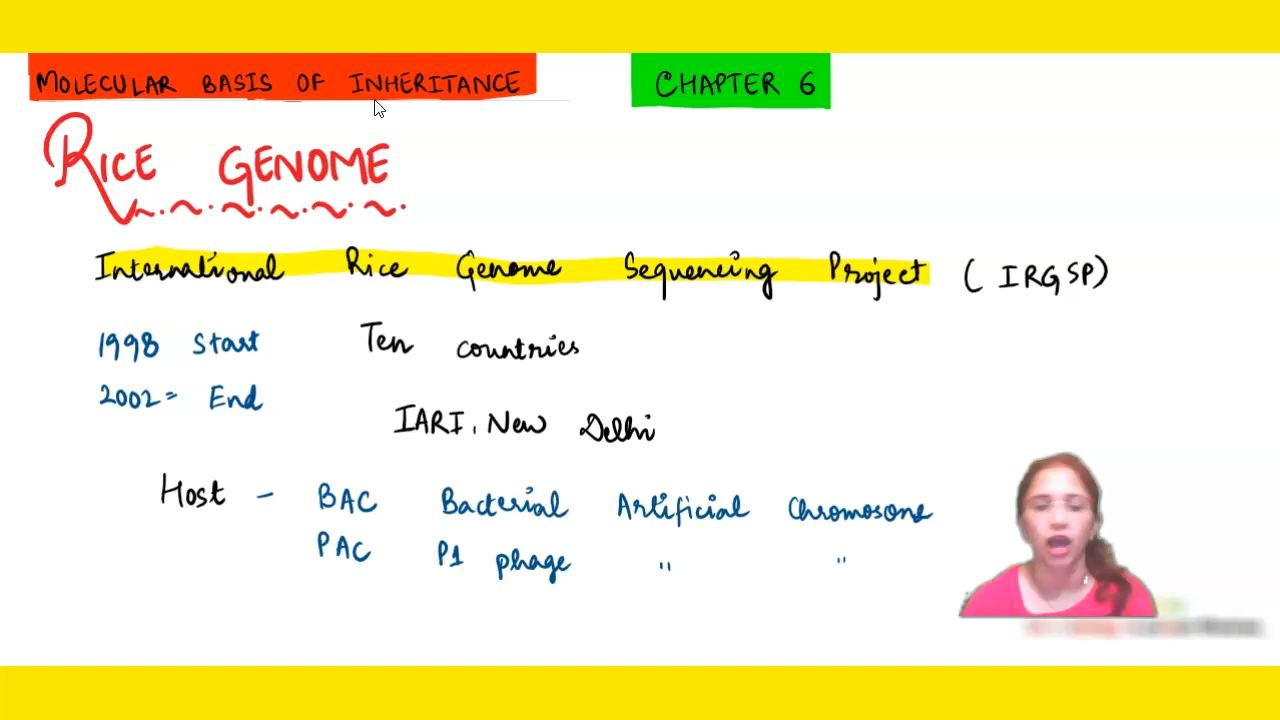 MOLECULAR BASIS OF INHERITANCE
CHAPTER 6
RICE GENOME
International Rice Genome Sequencing Project (IRGSP)
1998 Start Ten countries
2002 = End
IARI, New Delhi
Host - BAC Bacterial Artificial Chromosone
PAC P1 phage " "